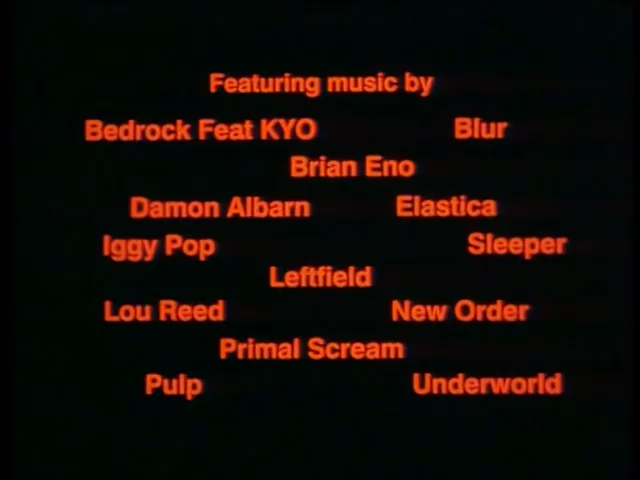 Featuring music by
Bedrock Feat KYO Blur
Brian Eno
Damon Albarn Elastica
Iggy Pop Sleeper
Leftfield
Lou Reed New Order
Primal Scream
Pulp Underworld